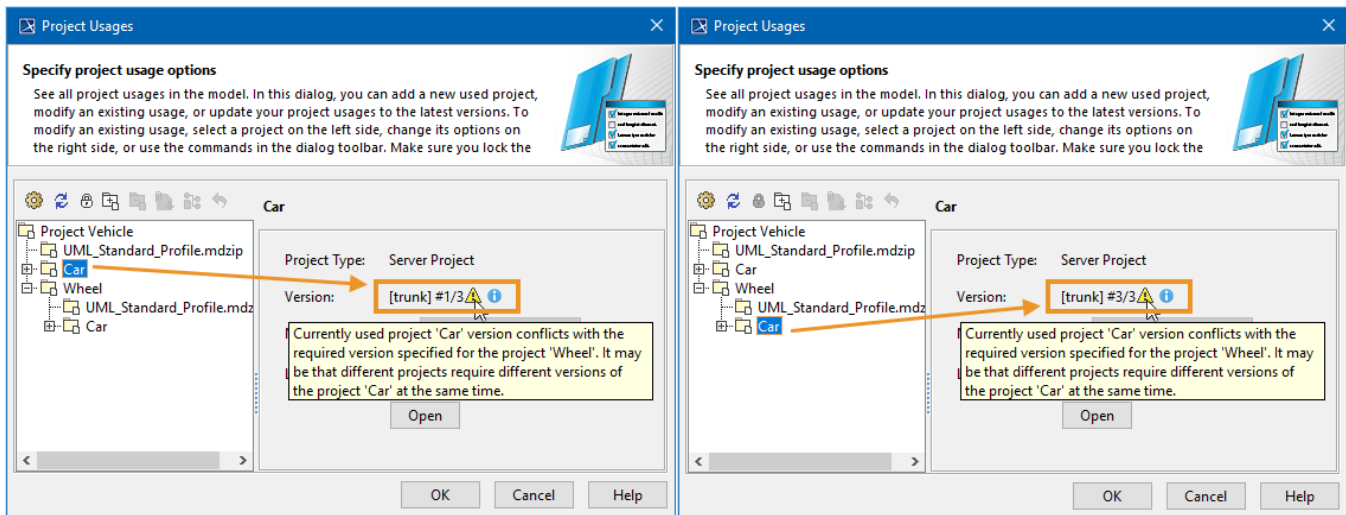 Project Usages
Specify project usage options
See all project usages in the model. In this dialog, you can add a new used project,
modify an existing usage, or update your project usages to the latest versions. To
modify an existing usage, select a project on the left side, change its options on
the right side, or use the commands in the dialog toolbar. Make sure you lock the
Car
Project Vehicle
UML_Standard_Profile.mdzip
Car
Wheel
UML_Standard_Profile.mdz
Car
Project Type: Server Project
Version: [trunk] #1/3
Currently used project 'Car' version conflicts with the
required version specified for the project 'Wheel'. It may
be that different projects require different versions of
the project 'Car' at the same time.
Open
OK Cancel Help
Project Usages
Specify project usage options
See all project usages in the model. In this dialog, you can add a new used project,
modify an existing usage, or update your project usages to the latest versions. To
modify an existing usage, select a project on the left side, change its options on
the right side, or use the commands in the dialog toolbar. Make sure you lock the
Car
Project Vehicle
UML_Standard_Profile.mdzip
Car
Wheel
UML_Standard_Profile.mdz
Car
Project Type: Server Project
Version: [trunk] #3/3
Currently used project 'Car' version conflicts with the
required version specified for the project 'Wheel'. It may
be that different projects require different versions of
the project 'Car' at the same time.
Open
OK Cancel Help